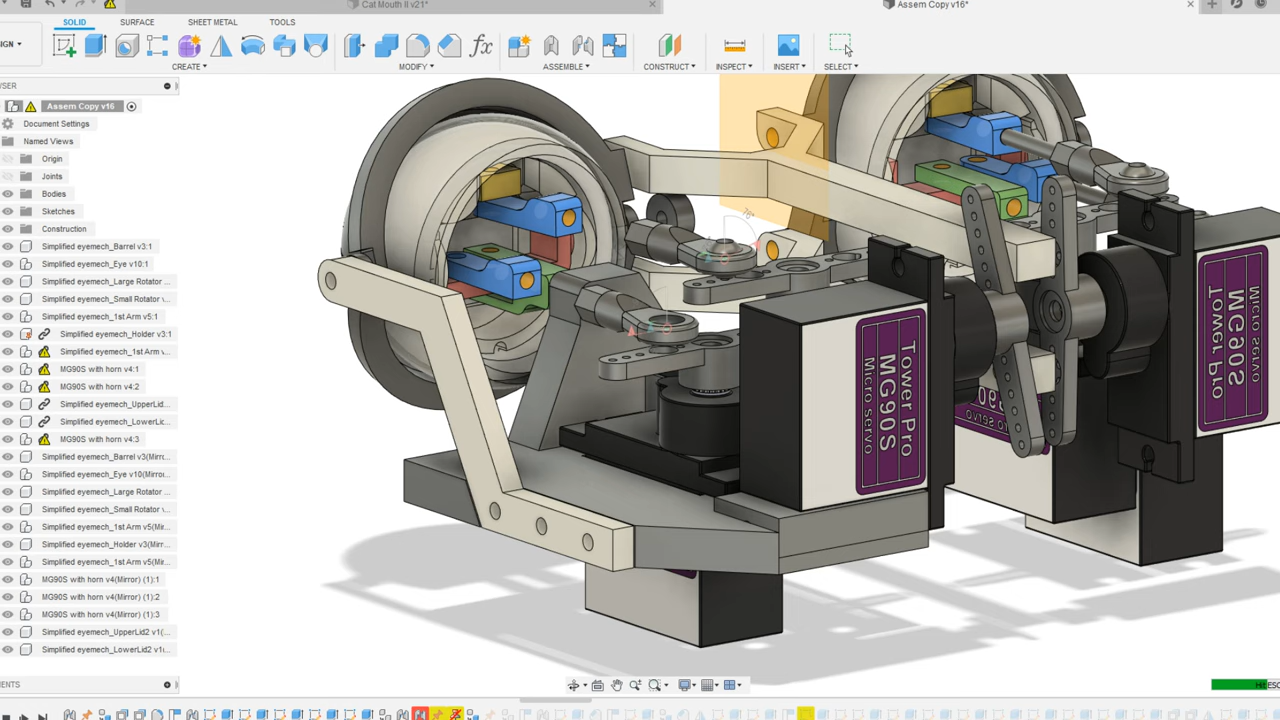 Cat Mouth II v21*
Assem Copy v16*
SOLID
SURFACE
SHEET METAL
TOOLS
CREATE
MODIFY
ASSEMBLE
CONSTRUCT
INSPECT
INSERT
SELECT
Assem Copy v16
Document Settings
Named Views
Origin
Joints
Bodies
Sketches
Construction
Simplified eyemech_Barrel v3:1
Simplified eyemech_Eye v10:1
Simplified eyemech_Large Rotator
Simplified eyemech_Small Rotator
Simplified eyemech_1st Arm v5:1
Simplified eyemech_Holder v3:1
Simplified eyemech_1st Arm v...
MG90S with horn v4:1
MG90S with horn v4:2
Simplified eyemech_UpperLid...
Simplified eyemech_LowerLid...
MG90S with horn v4:3
Simplified eyemech_Barrel v3(Mirro...
Simplified eyemech_Eye v10(Mirror...
Simplified eyemech_Large Rotator
Simplified eyemech_Small Rotator
Simplified eyemech_1st Arm v5(Mir...
Simplified eyemech_Holder v3(Mirr...
Simplified eyemech_1st Arm v5(Mir...
MG90S with horn v4(Mirror) (1):1
MG90S with horn v4(Mirror) (1):2
MG90S with horn v4(Mirror) (1):3
Simplified eyemech_UpperLid2 v1(...
Simplified eyemech_LowerLid2 v1(...
Tower Pro
MG90S
Micro servo
Tower Pro
MG90S
Micro servo